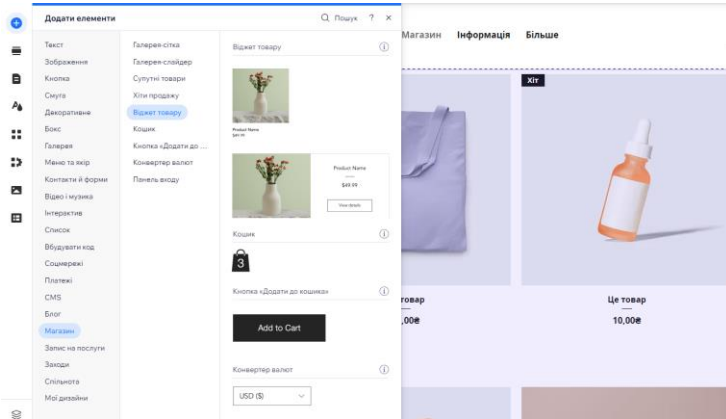 Додати елементи
Пошук ? ×
Текст
Зображення
Кнопка
Смуга
Декоративне
Бокс
Галерея
Меню та якір
Контакти й форми
Відео і музика
Інтерактив
Список
Вбудувати код
Соцмережі
Платежі
CMS
Блог
Магазин
Запис на послуги
Заходи
Спільнота
Мої дизайни
Галерея-сітка
Галерея-слайдер
Супутні товари
Хіти продажу
Віджет товару
Кошик
Кнопка «Додати до ...
Конвертер валют
Панель входу
Віджет товару
Product Name
Product Name
$49.99
View details
Кошик
3
Кнопка «Додати до кошика»
Add to Cart
Конвертер валют
USD ($)
Магазин Інформація Більше
Хіт
товар
,00₴
Це товар
10,00₴